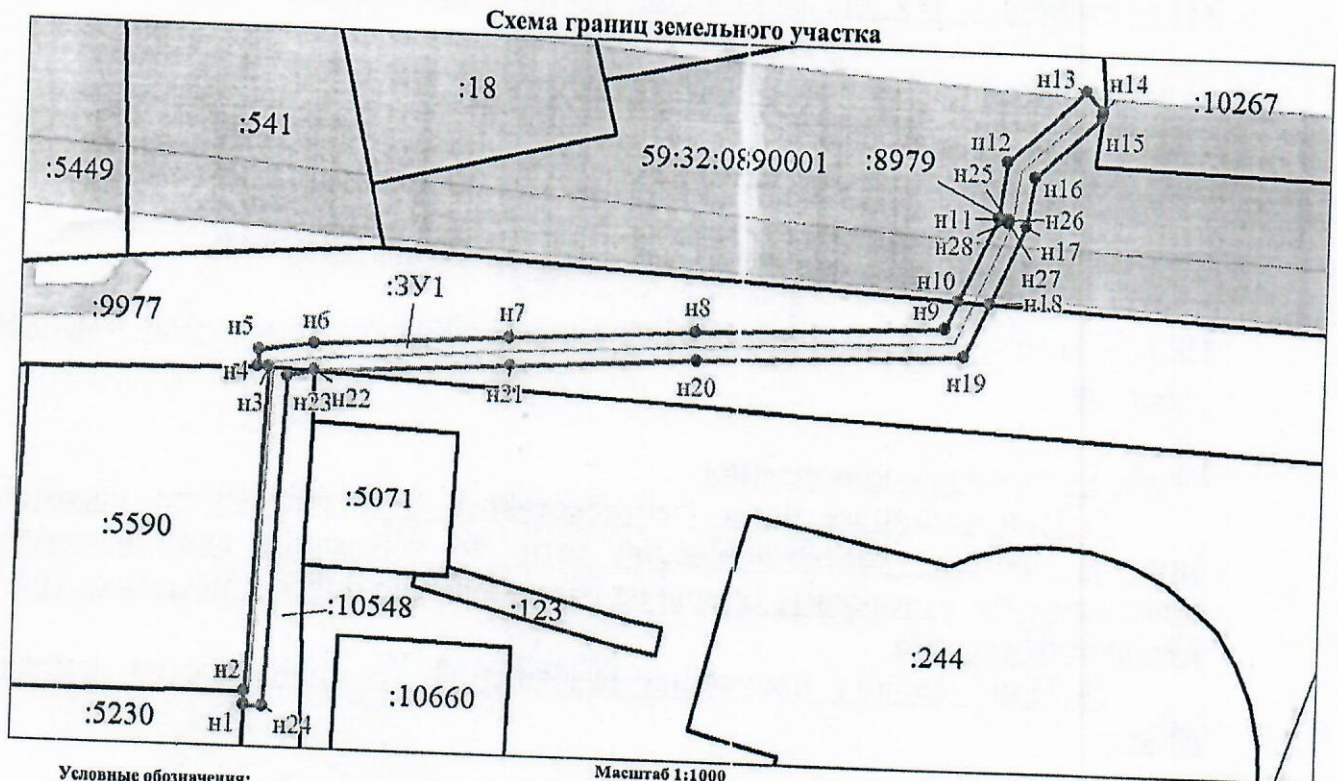 Схема границ земельного участка
н13
н14
:10267
:18
:541
н12
59:32:0890001
:8979
н15
:5449
н25
н16
н11
н26
н28
н17
н10
н27
:ЗУ1
:9977
н9
н18
н5
н6
н7
н8
н4
н19
н3
н23
н22
н21
н20
:5071
:5590
:10548
:123
:244
н2
:10660
:5230
н1
н24
Условные обозначения:
Масштаб 1:1000